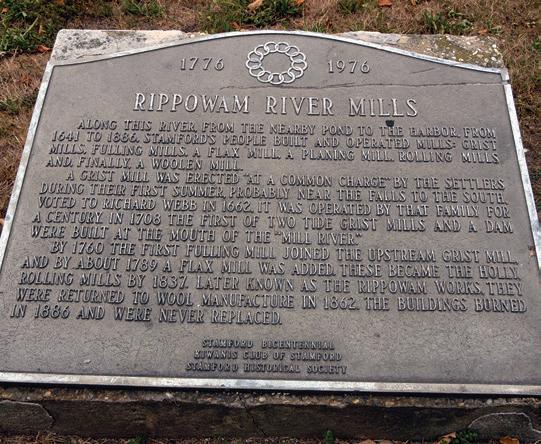 1776 1976
RIPPOWAM RIVER MILLS
ALONG THIS RIVER, FROM THE NEARBY POND TO THE HARBOR, FROM
1641 TO 1886, STAMFORD'S PEOPLE BUILT AND OPERATED MILLS: GRIST
MILLS, FULLING MILLS, A FLAX MILL, A PLANING MILL, ROLLING MILLS
AND, FINALLY, A WOOLEN MILL.
A GRIST MILL WAS ERECTED "AT A COMMON CHARGE" BY THE SETTLERS
DURING THEIR FIRST SUMMER, PROBABLY NEAR THE FALLS TO THE SOUTH.
VOTED TO RICHARD WEBB IN 1662, IT WAS OPERATED BY THAT FAMILY FOR
A CENTURY. IN 1708 THE FIRST OF TWO TIDE GRIST MILLS AND A DAM
WERE BUILT AT THE MOUTH OF THE "MILL RIVER."
BY 1760 THE FIRST FULLING MILL JOINED THE UPSTREAM GRIST MILL,
AND BY ABOUT 1789 A FLAX MILL WAS ADDED. THESE BECAME THE HOLLY
ROLLING MILLS BY 1837. LATER KNOWN AS THE RIPPOWAM WORKS, THEY
WERE RETURNED TO WOOL MANUFACTURE IN 1862. THE BUILDINGS BURNED
IN 1886 AND WERE NEVER REPLACED.
STAMFORD BICENTENNIAL
KIWANIS CLUB OF STAMFORD
STAMFORD HISTORICAL SOCIETY